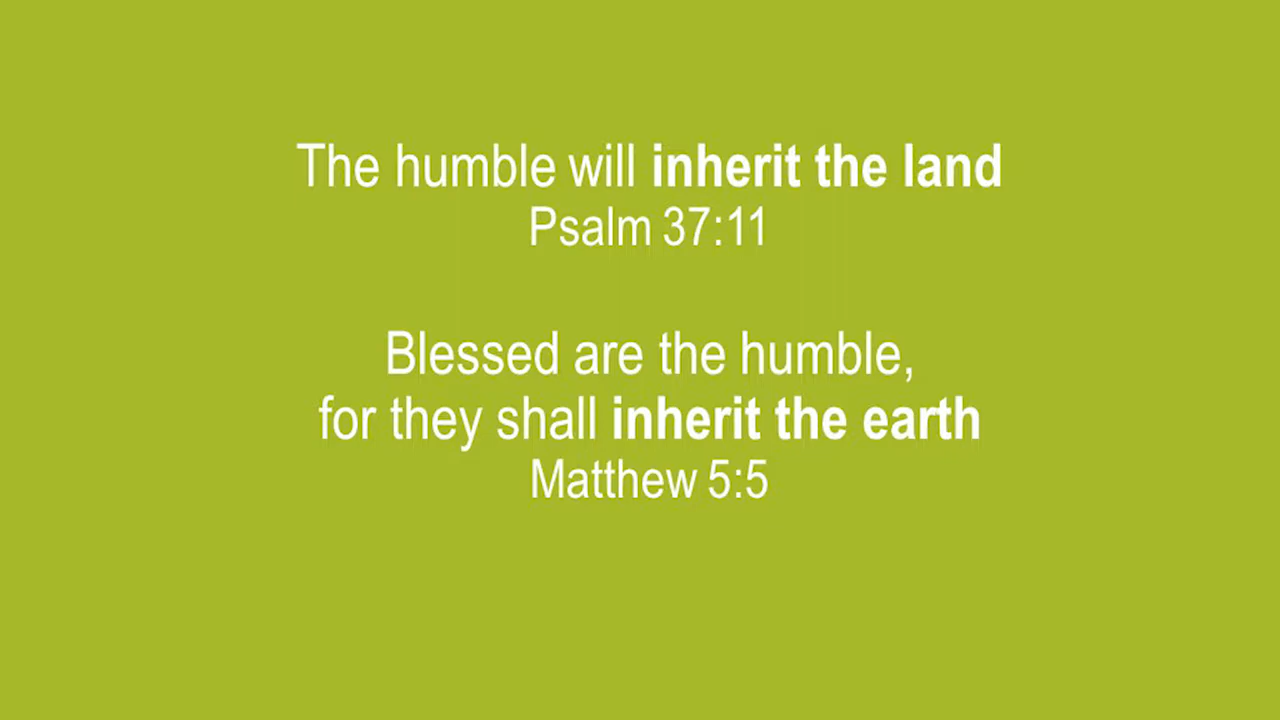 The humble will inherit the land
Psalm 37:11
Blessed are the humble,
for they shall inherit the earth
Matthew 5:5